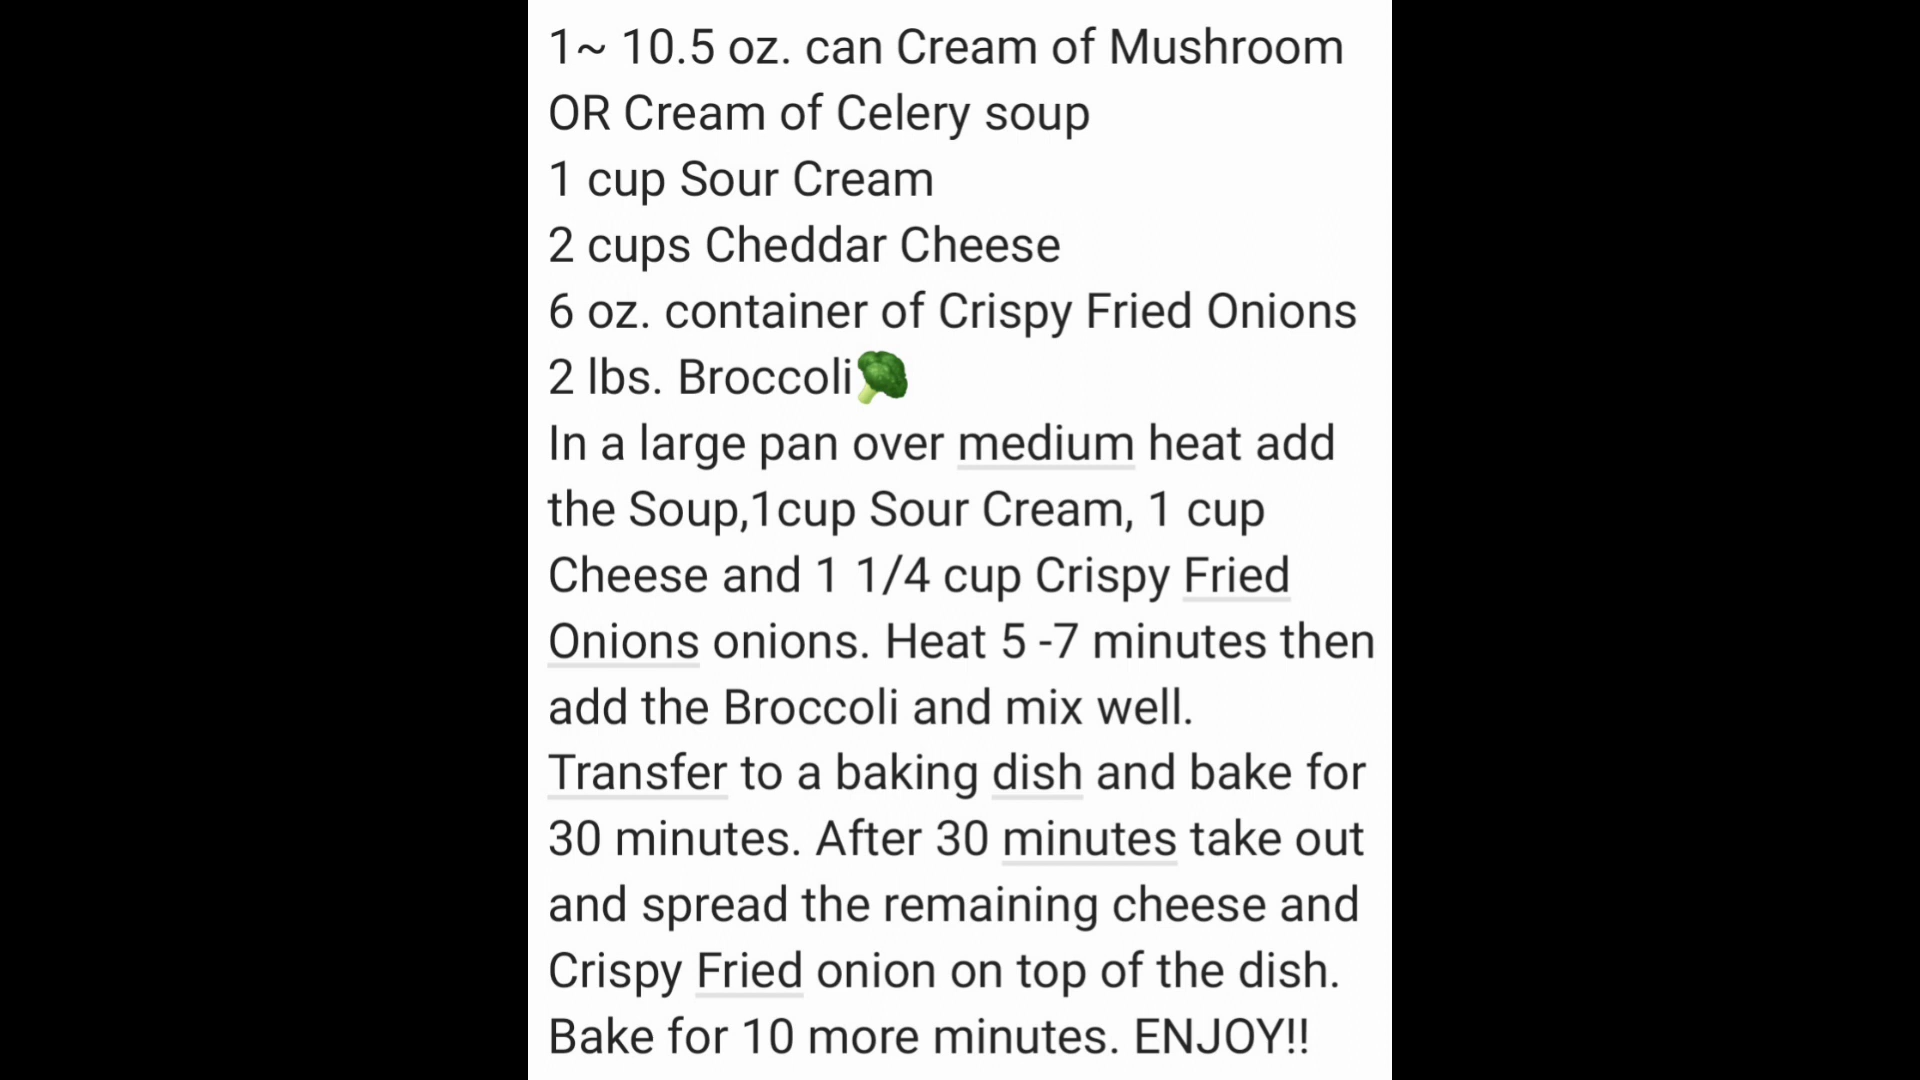 1~ 10.5 oz. can Cream of Mushroom
OR Cream of Celery soup
1 cup Sour Cream
2 cups Cheddar Cheese
6 oz. container of Crispy Fried Onions
2 lbs. Broccoli🥦
In a large pan over medium heat add
the Soup,1cup Sour Cream, 1 cup
Cheese and 1 1/4 cup Crispy Fried
Onions onions. Heat 5 -7 minutes then
add the Broccoli and mix well.
Transfer to a baking dish and bake for
30 minutes. After 30 minutes take out
and spread the remaining cheese and
Crispy Fried onion on top of the dish.
Bake for 10 more minutes. ENJOY!!